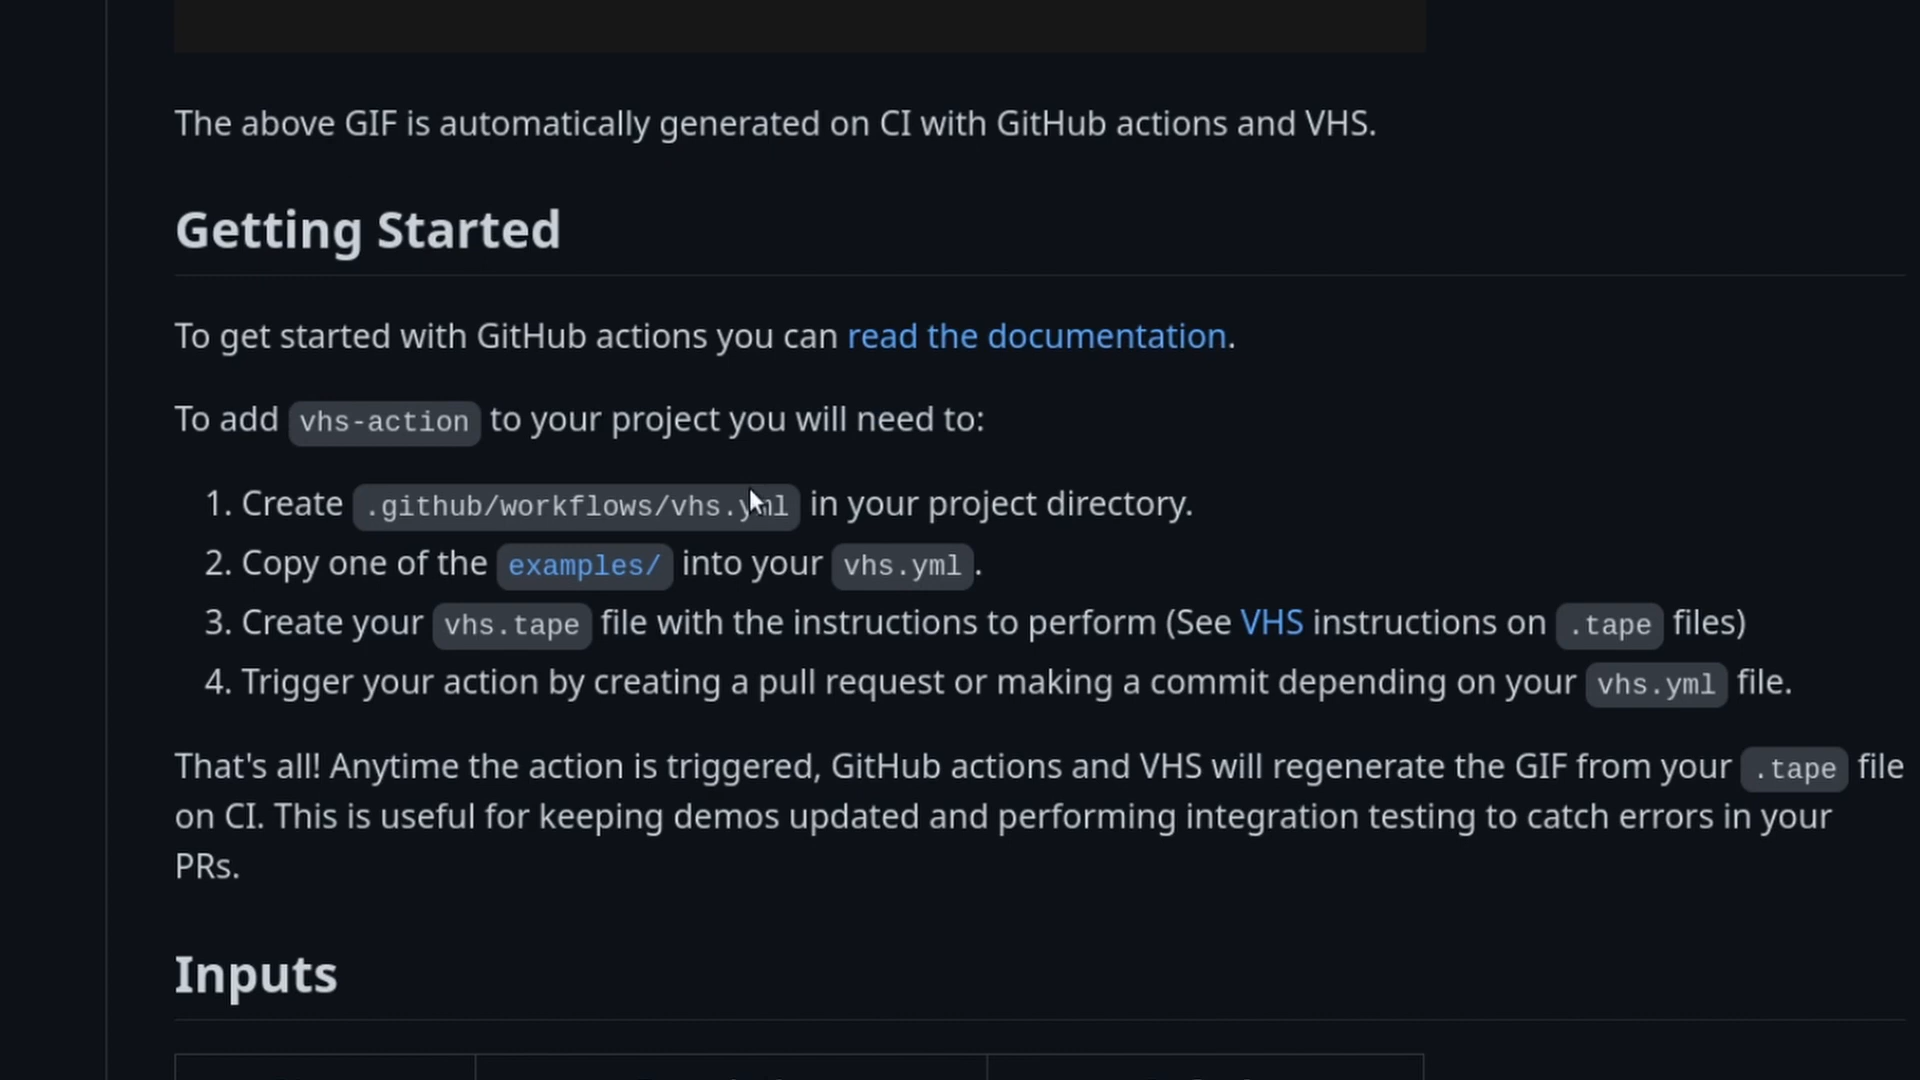 The above GIF is automatically generated on CI with GitHub actions and VHS.
Getting Started
To get started with GitHub actions you can read the documentation.
To add vhs-action to your project you will need to:
1. Create .github/workflows/vhs.yml in your project directory.
2. Copy one of the examples/ into your vhs.yml.
3. Create your vhs.tape file with the instructions to perform (See VHS instructions on .tape files)
4. Trigger your action by creating a pull request or making a commit depending on your vhs.yml file.
That's all! Anytime the action is triggered, GitHub actions and VHS will regenerate the GIF from your .tape file
on CI. This is useful for keeping demos updated and performing integration testing to catch errors in your
PRs.
Inputs